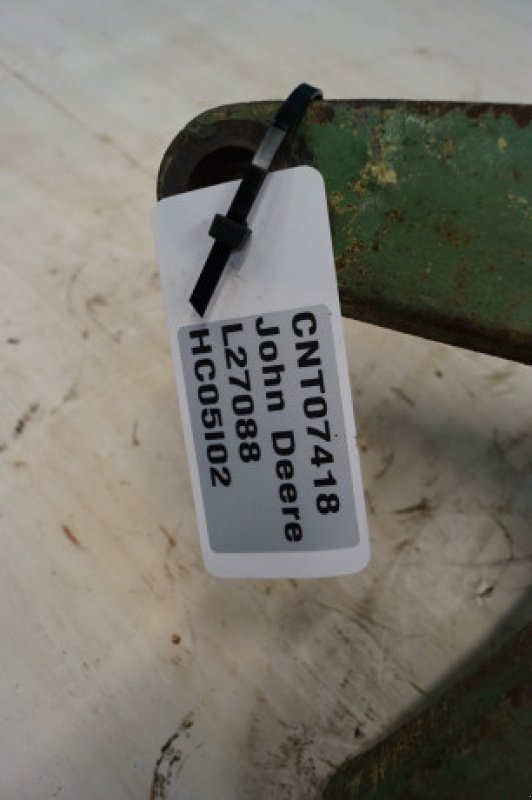 CNT07418
John Deere
L27088
HC05I02